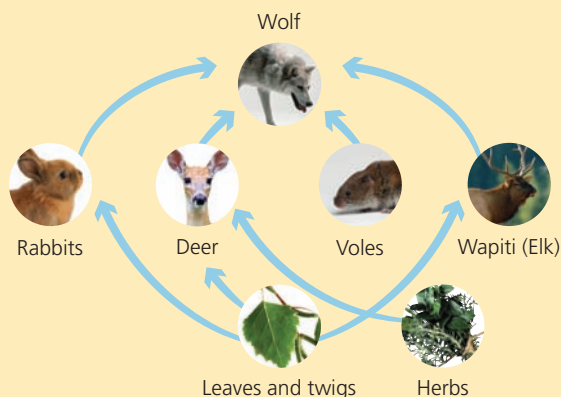 Wolf
Rabbits
Deer
Voles
Wapiti (Elk)
Leaves and twigs
Herbs